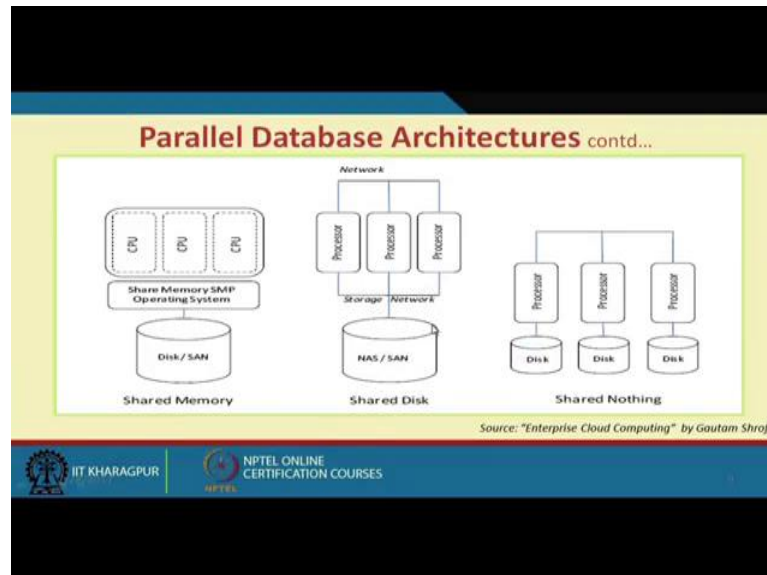 Parallel Database Architectures contd...
Network
CPU
CPU
CPU
Share Memory SMP
Operating System
Disk/SAN
Shared Memory
Processor
Processor
Processor
Storage Network
NAS/SAN
Shared Disk
Processor
Processor
Processor
Disk
Disk
Disk
Shared Nothing
Source: "Enterprise Cloud Computing" by Gautam Shrof
IIT KHARAGPUR
NPTEL
NPTEL ONLINE
CERTIFICATION COURSES